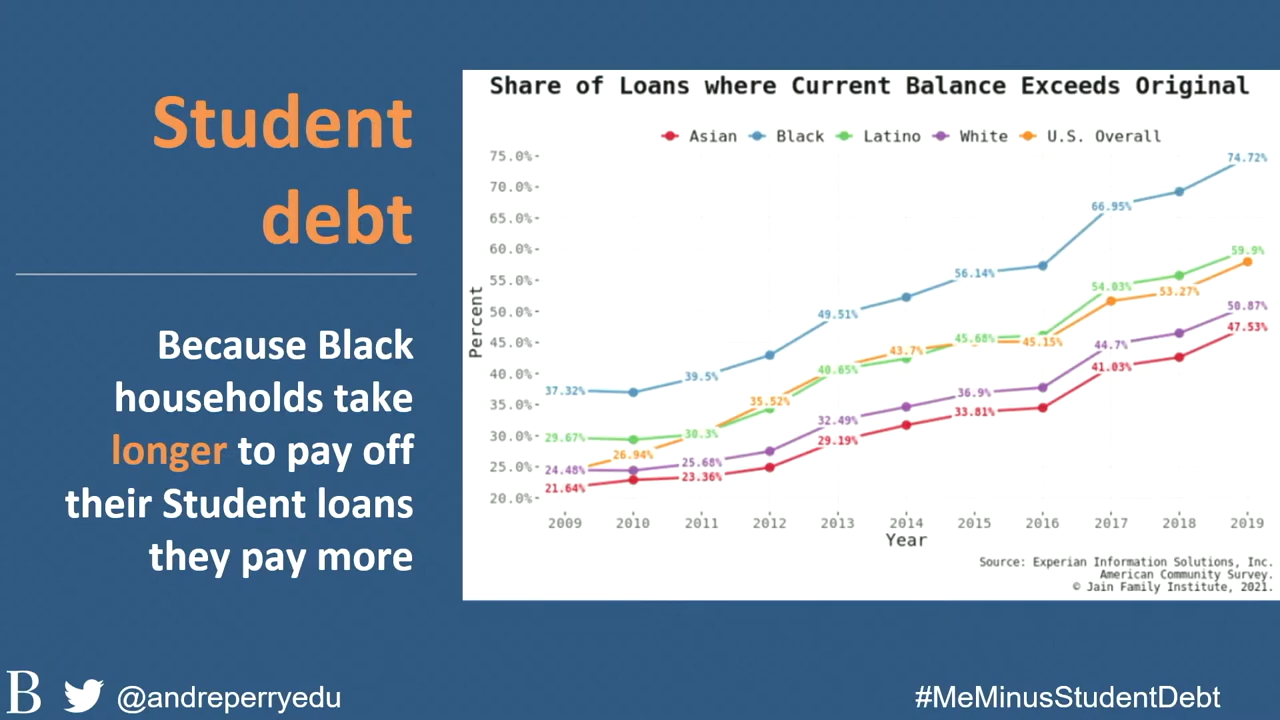 Student
debt
Because Black
households take
longer to pay off
their Student loans
they pay more
Share of Loans where Current Balance Exceeds Original
Asian Black Latino White U.S. Overall
Percent
75.0%-
70.0%-
65.0%-
60.0%-
55.0%-
50.0%-
45.0%-
40.0%-
35.0%-
30.0%-
25.0%-
20.0%-
37.32% 39.5% 49.51% 56.14% 66.95% 74.72%
29.67% 30.3% 40.65% 45.68% 54.03% 59.9%
26.94% 35.52% 43.7% 45.15% 53.27%
24.48% 25.68% 32.49% 36.9% 44.7% 50.87%
21.64% 23.36% 29.19% 33.81% 41.03% 47.53%
2009 2010 2011 2012 2013 2014 2015 2016 2017 2018 2019
Year
Source: Experian Information Solutions, Inc.
American Community Survey.
© Jain Family Institute, 2021.
B @andreperryedu
#MeMinusStudentDebt